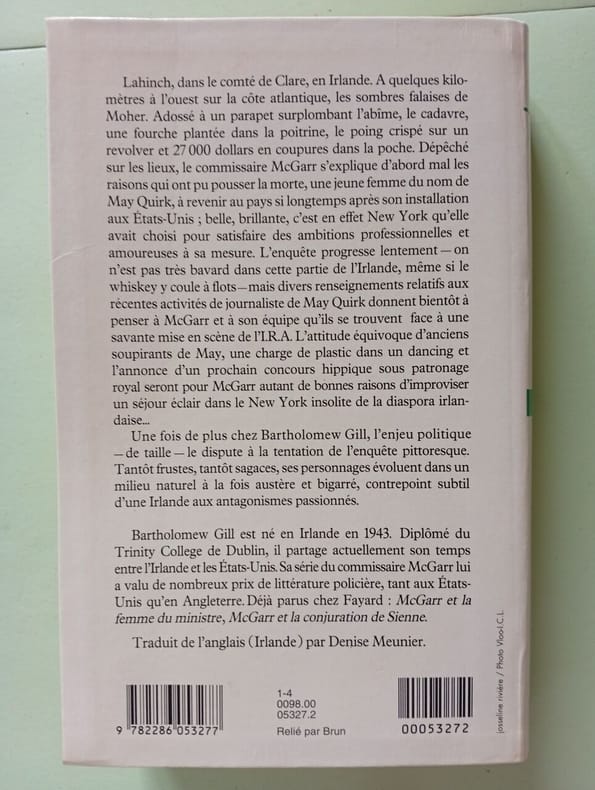 Lahinch, dans le comté de Clare, en Irlande. A quelques kilo-
mètres à l'ouest sur la côte atlantique, les sombres falaises de
Moher. Adossé à un parapet surplombant l'abîme, le cadavre,
une fourche plantée dans la poitrine, le poing crispé sur un
revolver et 27 000 dollars en coupures dans la poche. Dépêché
sur les lieux, le commissaire McGarr s'explique d'abord mal les
raisons qui ont pu pousser la morte, une jeune femme du nom de
May Quirk, à revenir au pays si longtemps après son installation
aux États-Unis ; belle, brillante, c'est en effet New York qu'elle
avait choisi pour satisfaire des ambitions professionnelles et
amoureuses à sa mesure. L'enquête progresse lentement — on
n'est pas très bavard dans cette partie de l'Irlande, même si le
whiskey y coule à flots — mais divers renseignements relatifs aux
récentes activités de journaliste de May Quirk donnent bientôt à
penser à McGarr et à son équipe qu'ils se trouvent face à une
savante mise en scène de l'I.R.A. L'attitude équivoque d'anciens
soupirants de May, une charge de plastic dans un dancing et
l'annonce d'un prochain concours hippique sous patronage
royal seront pour McGarr autant de bonnes raisons d'improviser
un séjour éclair dans le New York insolite de la diaspora irlan-
daise...
Une fois de plus chez Bartholomew Gill, l'enjeu politique
— de taille — le dispute à la tentation de l'enquête pittoresque.
Tantôt frustes, tantôt sagaces, ses personnages évoluent dans un
milieu naturel à la fois austère et bigarré, contrepoint subtil
d'une Irlande aux antagonismes passionnés.
Bartholomew Gill est né en Irlande en 1943. Diplômé du
Trinity College de Dublin, il partage actuellement son temps
entre l'Irlande et les États-Unis. Sa série du commissaire McGarr lui
a valu de nombreux prix de littérature policière, tant aux États-
Unis qu'en Angleterre. Déjà parus chez Fayard : McGarr et la
femme du ministre, McGarr et la conjuration de Sienne.
Traduit de l'anglais (Irlande) par Denise Meunier.
josseline rivière / Photo Vloo-I.C.L.
9 782286 053277
1-4
0098.00
05327.2
Relié par Brun
00053272